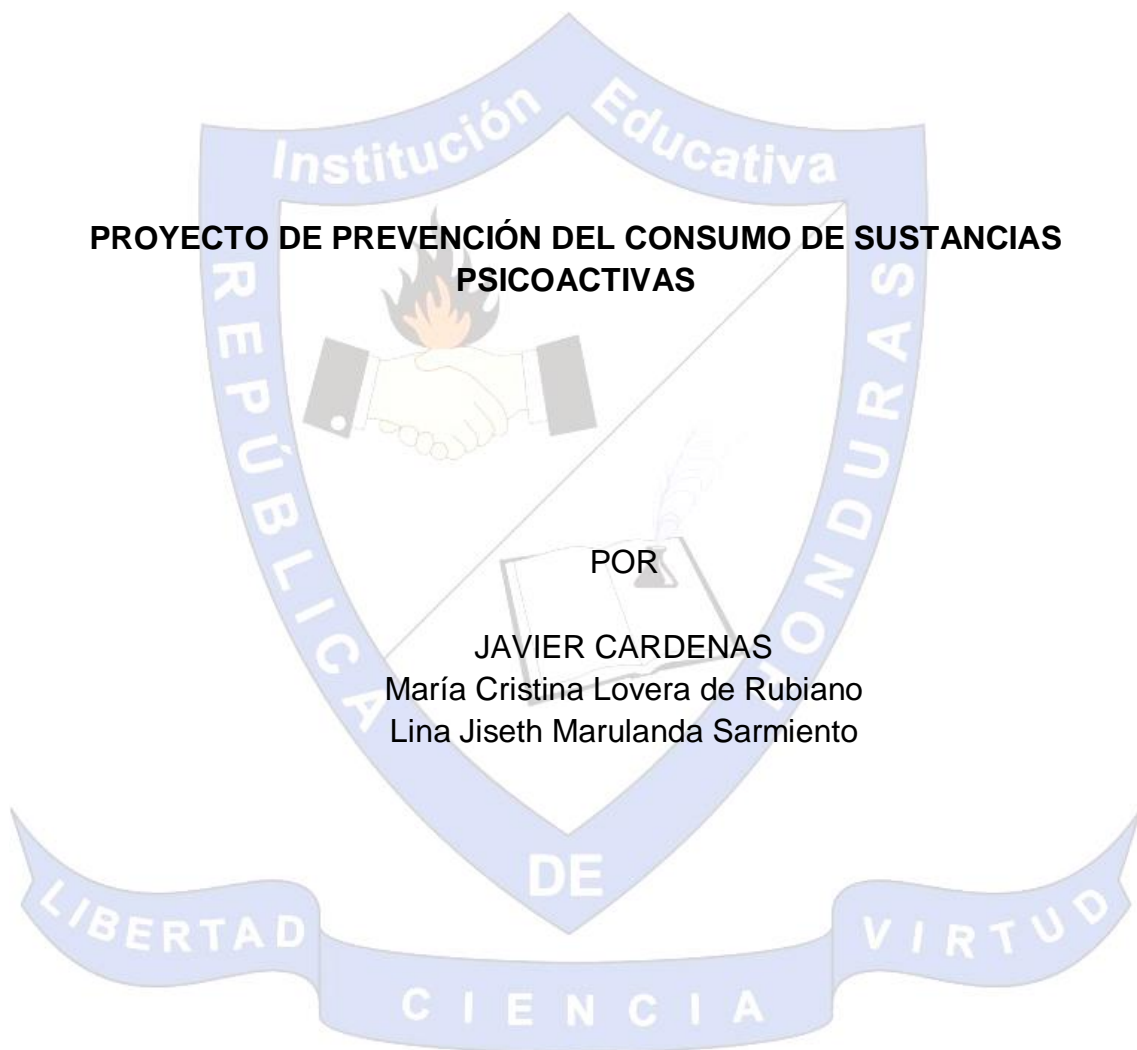 Institución Educativa
REPÚBLICA
DE
HONDURAS
PROYECTO DE PREVENCIÓN DEL CONSUMO DE SUSTANCIAS
PSICOACTIVAS
POR
JAVIER CARDENAS
María Cristina Lovera de Rubiano
Lina Jiseth Marulanda Sarmiento
LIBERTAD
CIENCIA
VIRTUD